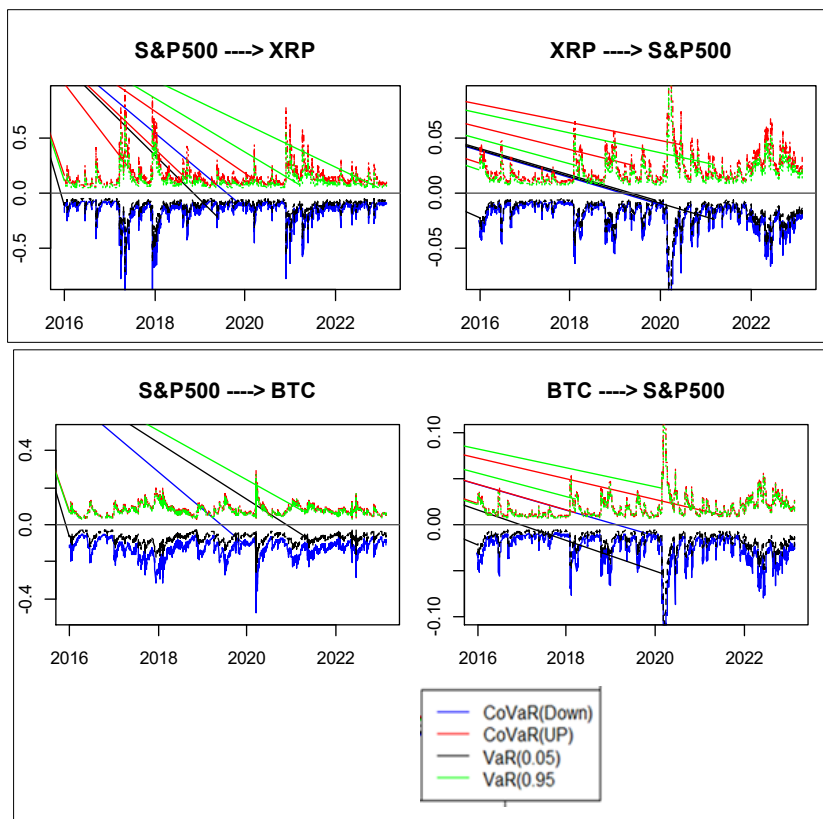 S&P500 ----> XRP
XRP ----> S&P500
0.5
0.0
-0.5
2016 2018 2020 2022
0.05
0.00
-0.05
2016 2018 2020 2022
S&P500 ----> BTC
BTC ----> S&P500
0.4
0.0
-0.4
2016 2018 2020 2022
0.10
0.00
-0.10
2016 2018 2020 2022
CoVaR(Down)
CoVaR(UP)
VaR(0.05)
VaR(0.95